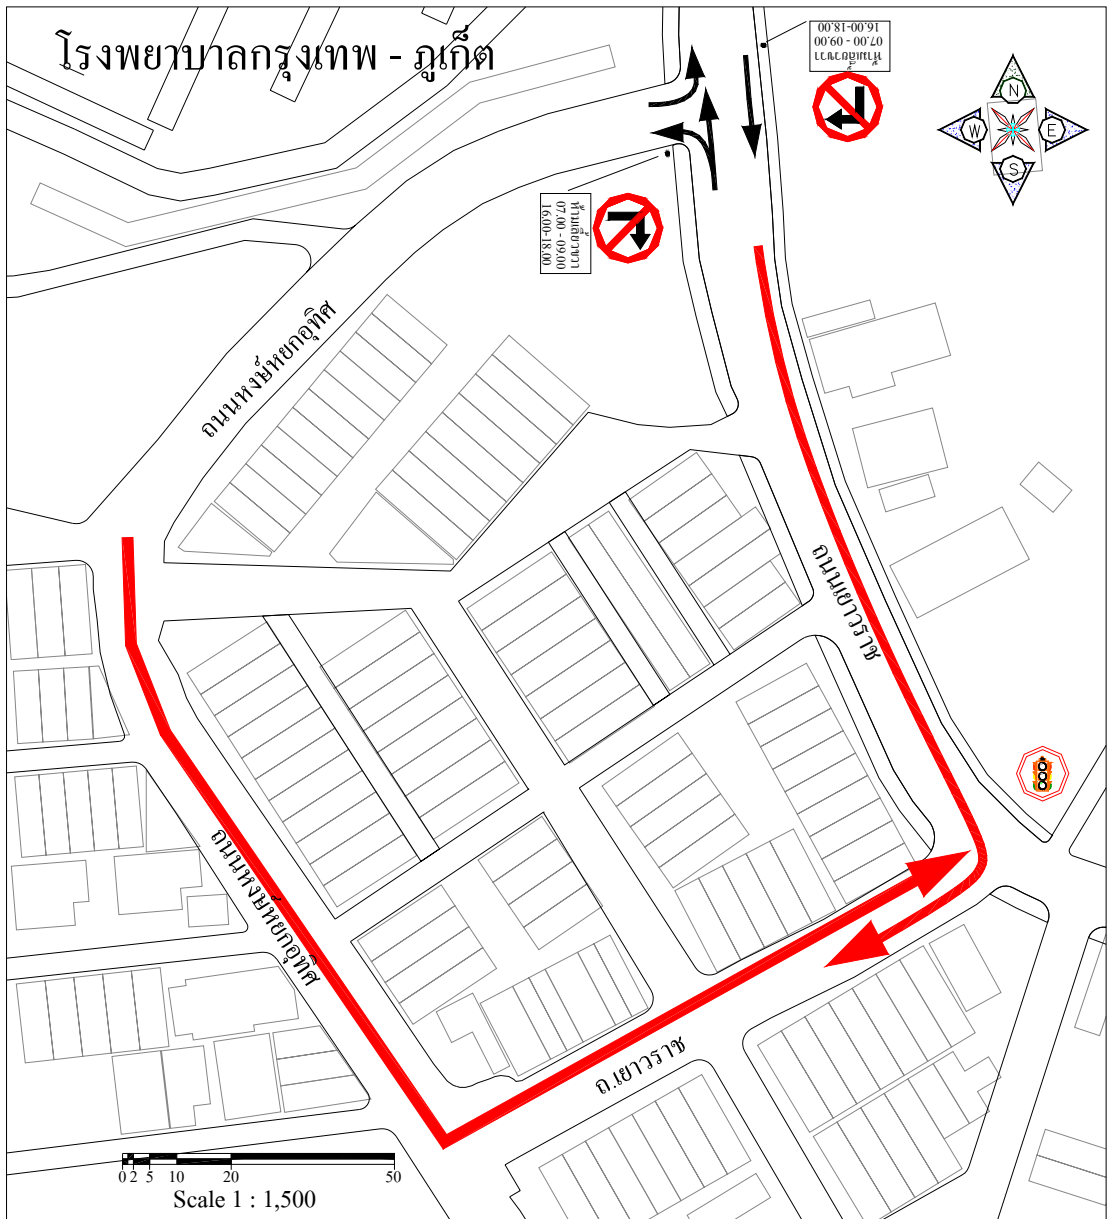 โรงพยาบาลกรุงเทพ - ภูเก็ต
ห้ามเลี้ยวขวา
07.00 - 09.00
16.00-18.00
N
W
E
S
ห้ามเลี้ยวขวา
07.00 - 09.00
16.00-18.00
ถนนหงษ์หยกอุทิศ
ถนนเยาวราช
ถนนหงษ์หยกอุทิศ
ถ.เยาวราช
0 2 5 10 20 50
Scale 1 : 1,500